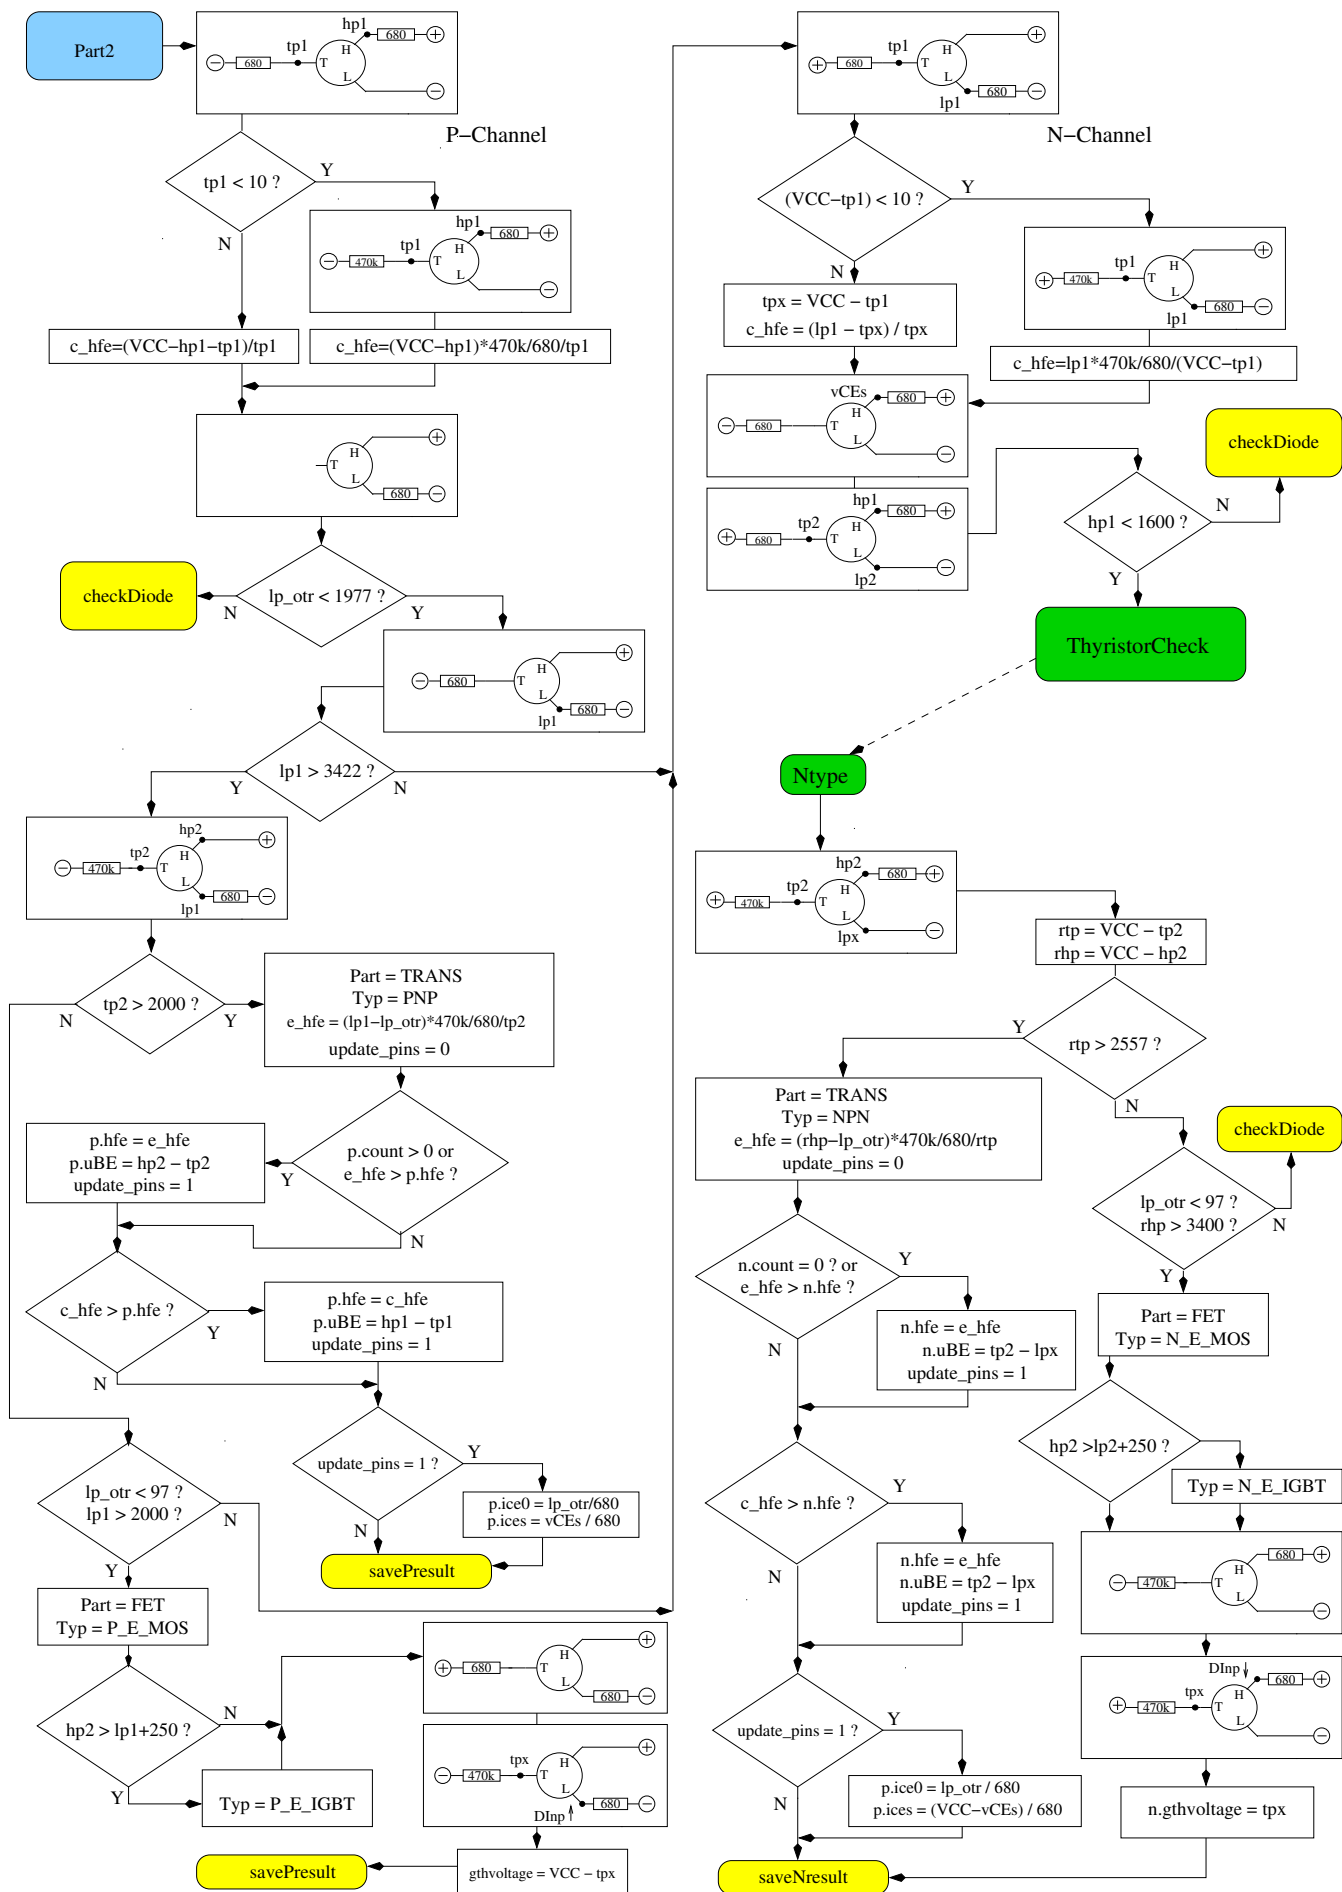 Part2
hp1
680
+
tp1
−
680
T
H
L
−
P−Channel
tp1 < 10 ?
Y
N
hp1
680
+
tp1
−
470k
T
H
L
−
c_hfe=(VCC−hp1−tp1)/tp1
c_hfe=(VCC−hp1)*470k/680/tp1
+
T
H
L
680
−
lp_otr < 1977 ?
N
Y
checkDiode
+
−
680
T
H
L
lp1
680
−
lp1 > 3422 ?
Y
N
hp2
+
tp2
−
470k
T
H
L
lp1
680
−
tp2 > 2000 ?
N
Y
Part = TRANS
Typ = PNP
e_hfe = (lp1−lp_otr)*470k/680/tp2
update_pins = 0
p.count > 0 or
e_hfe > p.hfe ?
Y
N
p.hfe = e_hfe
p.uBE = hp2 − tp2
update_pins = 1
c_hfe > p.hfe ?
Y
N
p.hfe = c_hfe
p.uBE = hp1 − tp1
update_pins = 1
update_pins = 1 ?
Y
N
p.ice0 = lp_otr/680
p.ices = vCEs / 680
savePresult
lp_otr < 97 ?
lp1 > 2000 ?
N
Y
Part = FET
Typ = P_E_MOS
hp2 > lp1+250 ?
N
Y
Typ = P_E_IGBT
+
+
680
T
H
L
680
−
+
tpx
−
470k
T
H
L
680
−
DInp
gthvoltage = VCC − tpx
savePresult
+
tp1
+
680
T
H
L
lp1
680
−
N−Channel
(VCC−tp1) < 10 ?
Y
N
+
tp1
+
470k
T
H
L
lp1
680
−
tpx = VCC − tp1
c_hfe = (lp1 − tpx) / tpx
c_hfe=lp1*470k/680/(VCC−tp1)
vCEs
680
+
−
680
T
H
L
−
hp1
680
+
tp2
+
680
T
H
L
lp2
−
hp1 < 1600 ?
N
Y
checkDiode
ThyristorCheck
Ntype
hp2
680
+
tp2
+
470k
T
H
L
lpx
−
rtp = VCC − tp2
rhp = VCC − hp2
rtp > 2557 ?
Y
N
Part = TRANS
Typ = NPN
e_hfe = (rhp−lp_otr)*470k/680/rtp
update_pins = 0
checkDiode
lp_otr < 97 ?
rhp > 3400 ?
N
Y
n.count = 0 ? or
e_hfe > n.hfe ?
Y
N
n.hfe = e_hfe
n.uBE = tp2 − lpx
update_pins = 1
Part = FET
Typ = N_E_MOS
hp2 >lp2+250 ?
Y
N
Typ = N_E_IGBT
c_hfe > n.hfe ?
Y
N
n.hfe = e_hfe
n.uBE = tp2 − lpx
update_pins = 1
680
+
−
470k
T
H
L
−
DInp
680
+
tpx
+
470k
T
H
L
−
update_pins = 1 ?
Y
N
p.ice0 = lp_otr / 680
p.ices = (VCC−vCEs) / 680
n.gthvoltage = tpx
saveNresult